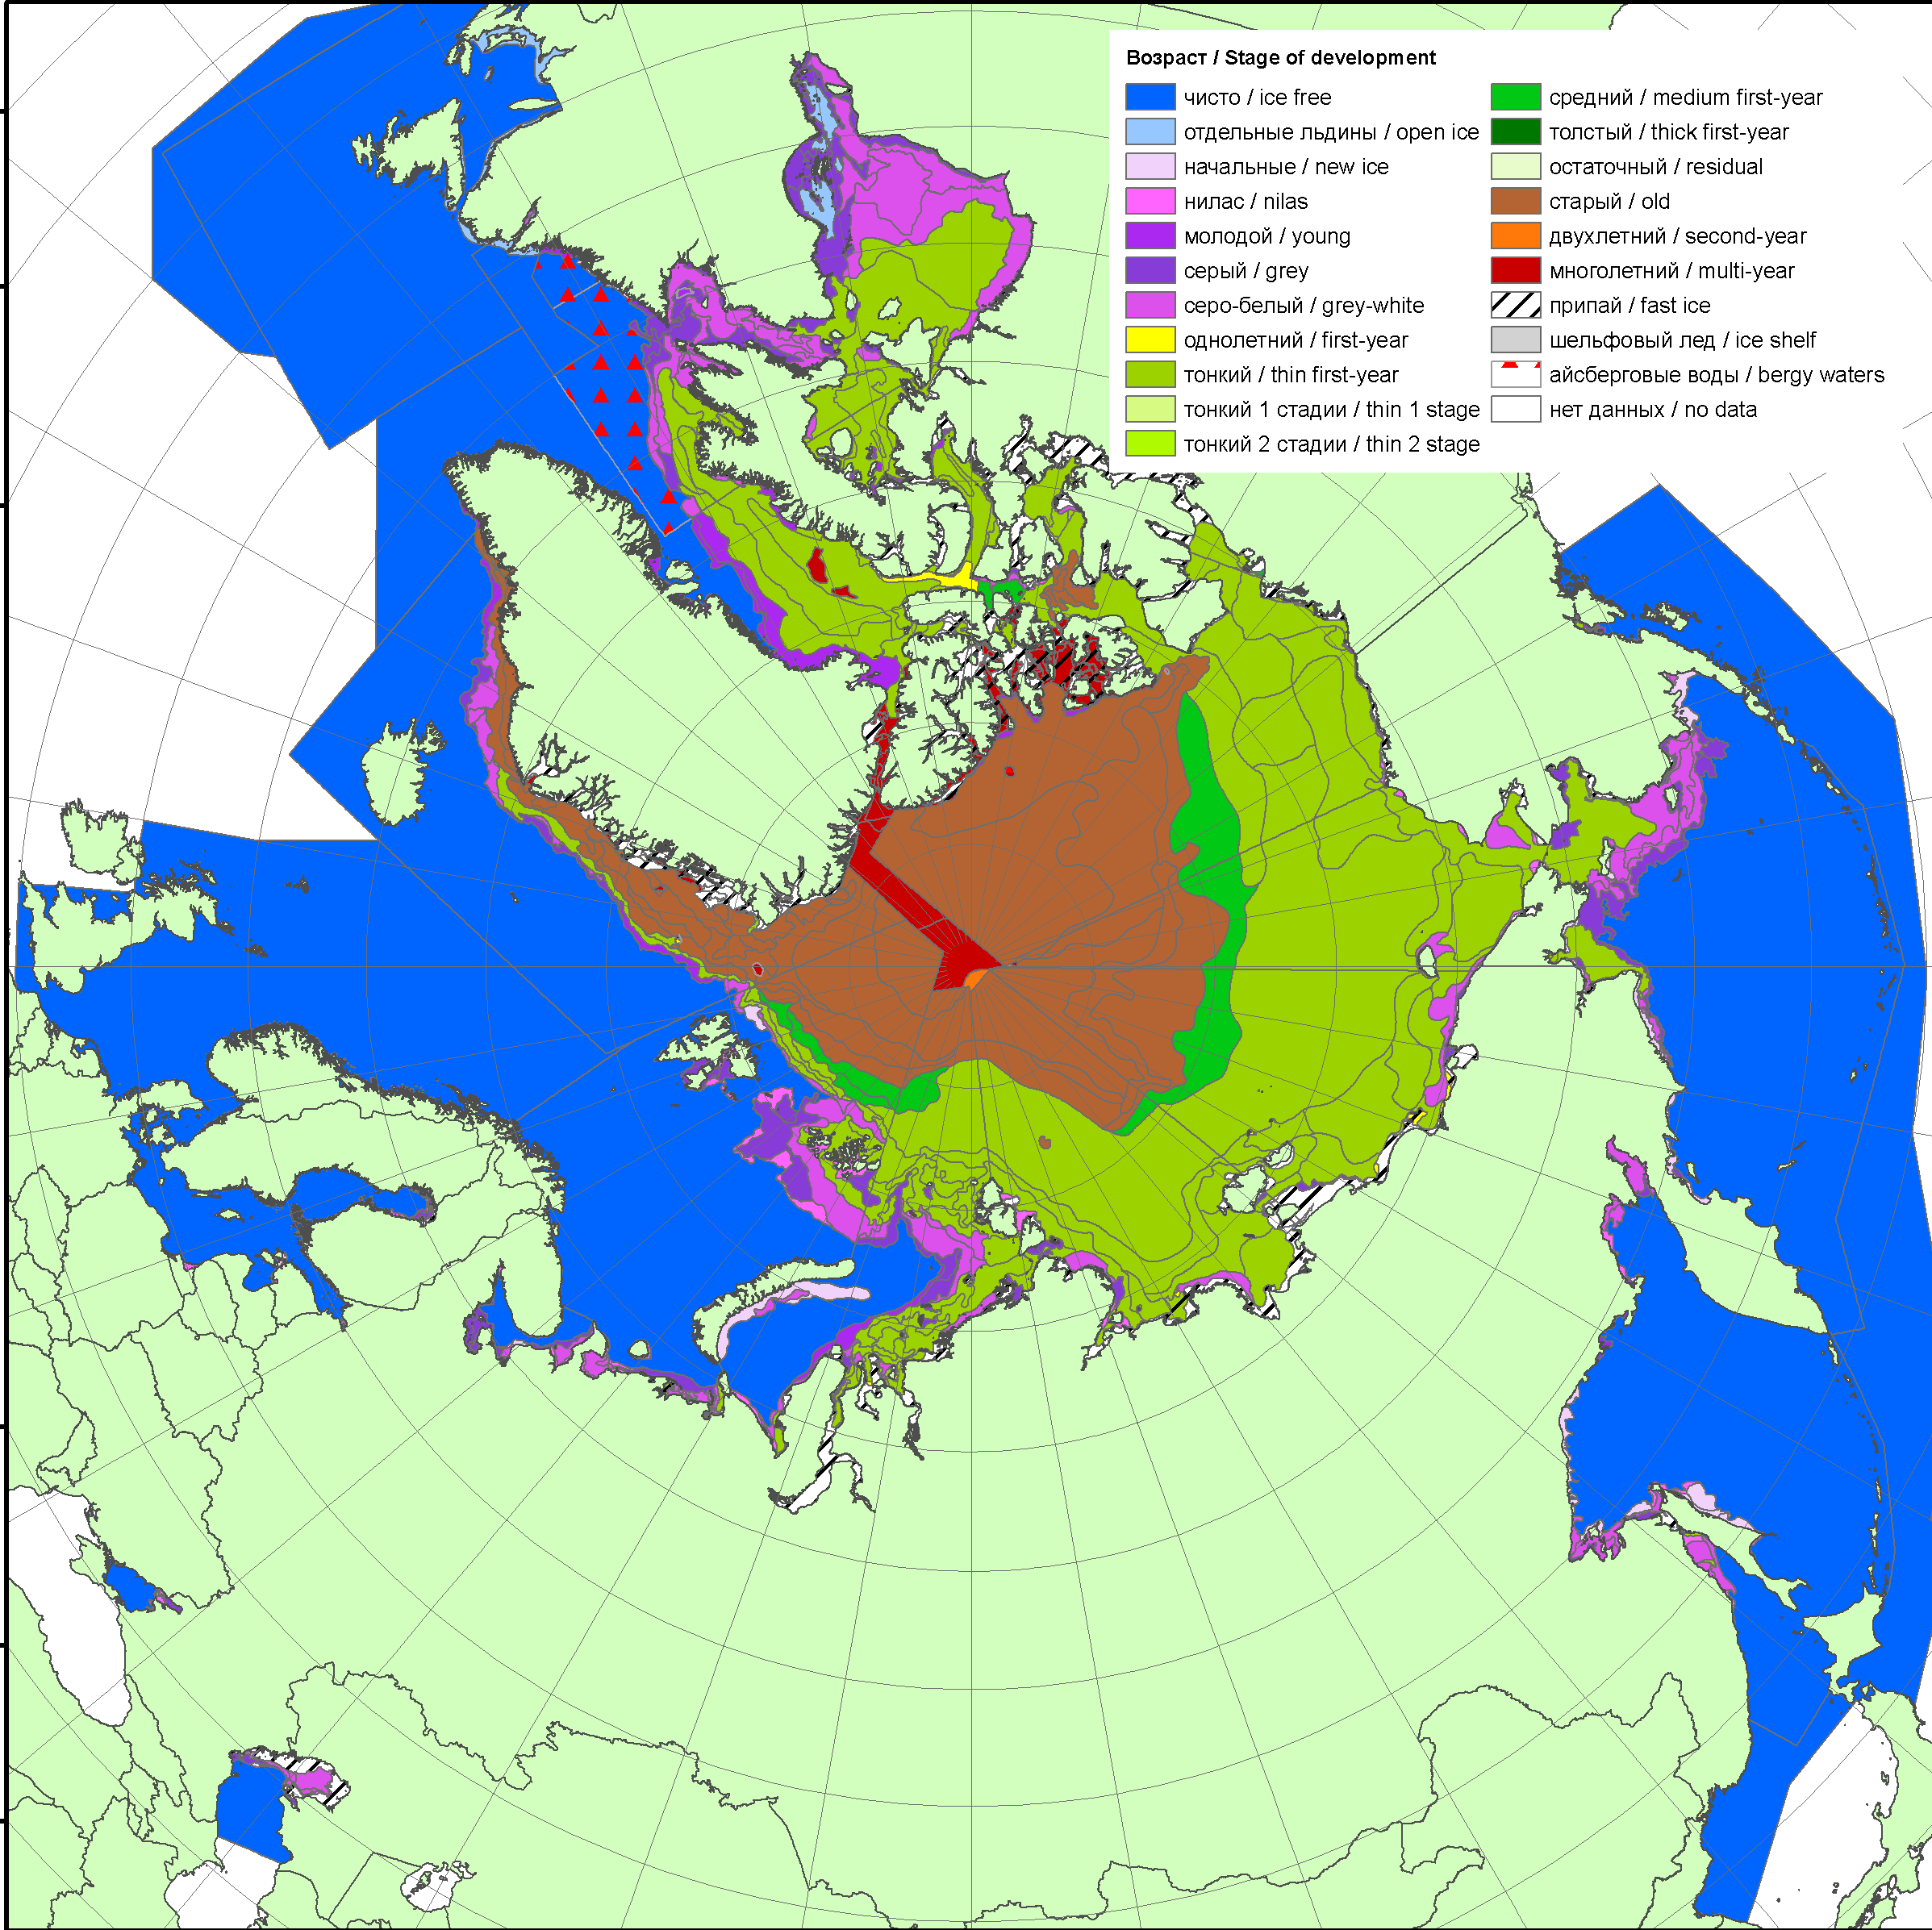 Возраст / Stage of development
чисто / ice free
отдельные льдины / open ice
начальные / new ice
нилас / nilas
молодой / young
серый / grey
серо-белый / grey-white
однолетний / first-year
тонкий / thin first-year
тонкий 1 стадии / thin 1 stage
тонкий 2 стадии / thin 2 stage
средний / medium first-year
толстый / thick first-year
остаточный / residual
старый / old
двухлетний / second-year
многолетний / multi-year
припай / fast ice
шельфовый лед / ice shelf
айсберговые воды / bergy waters
нет данных / no data